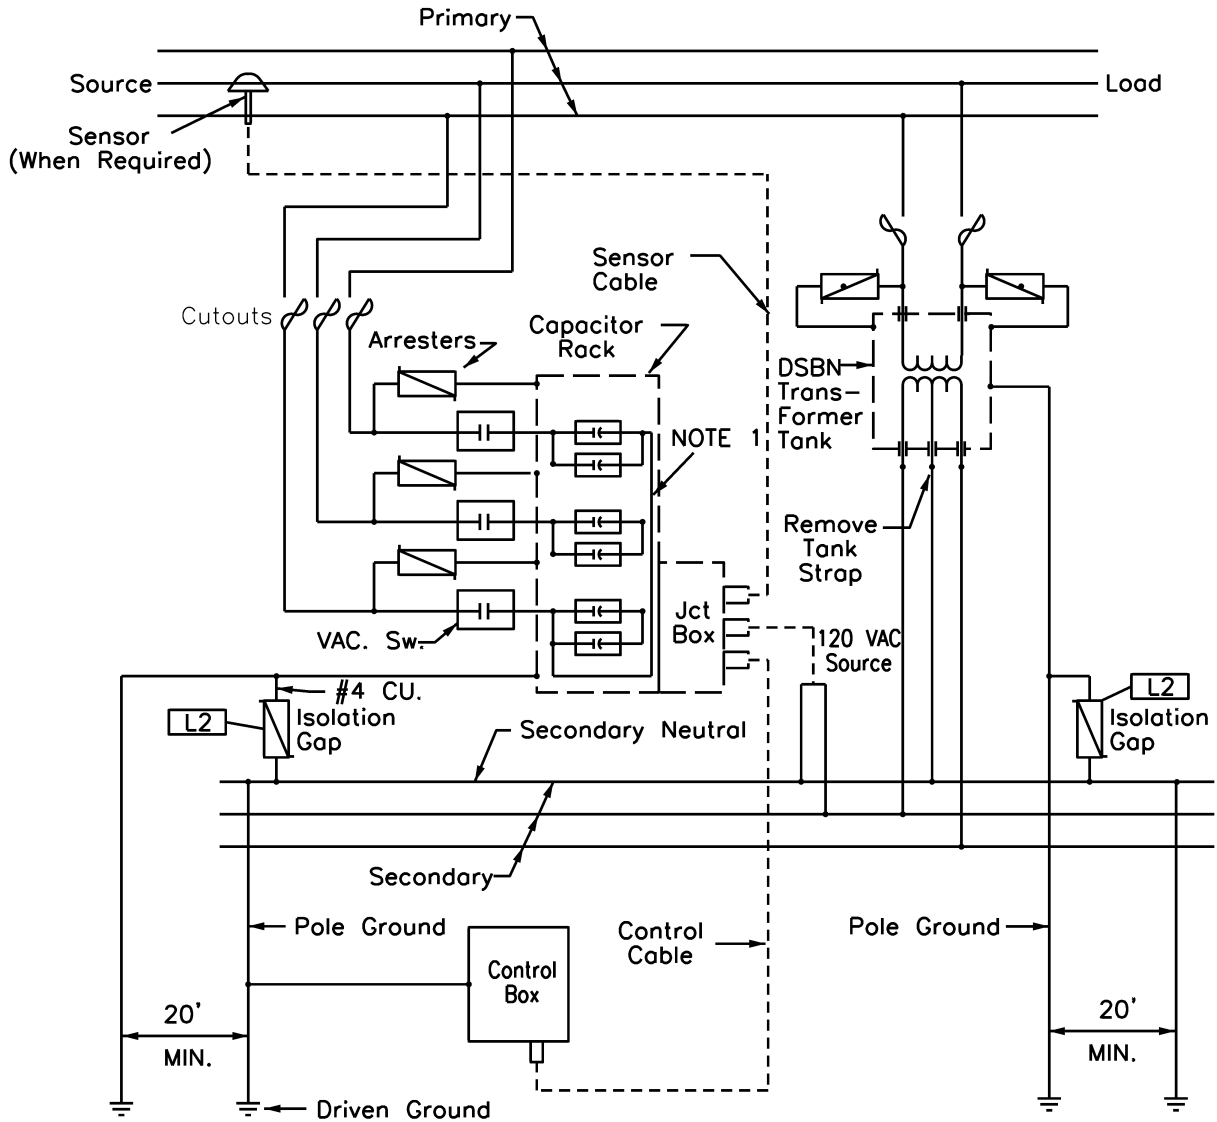 Primary
Source
Load
Sensor
(When Required)
Sensor
Cable
Cutouts
Capacitor
Rack
Arresters
DSBN
Trans-
Former
Tank
NOTE 1
Remove
Tank
Strap
Jct
Box
VAC. Sw.
120 VAC
Source
#4 CU.
L2
Isolation
Gap
L2
Isolation
Gap
Secondary Neutral
Secondary
Pole Ground
Control
Cable
Pole Ground
Control
Box
20'
MIN.
20'
MIN.
Driven Ground